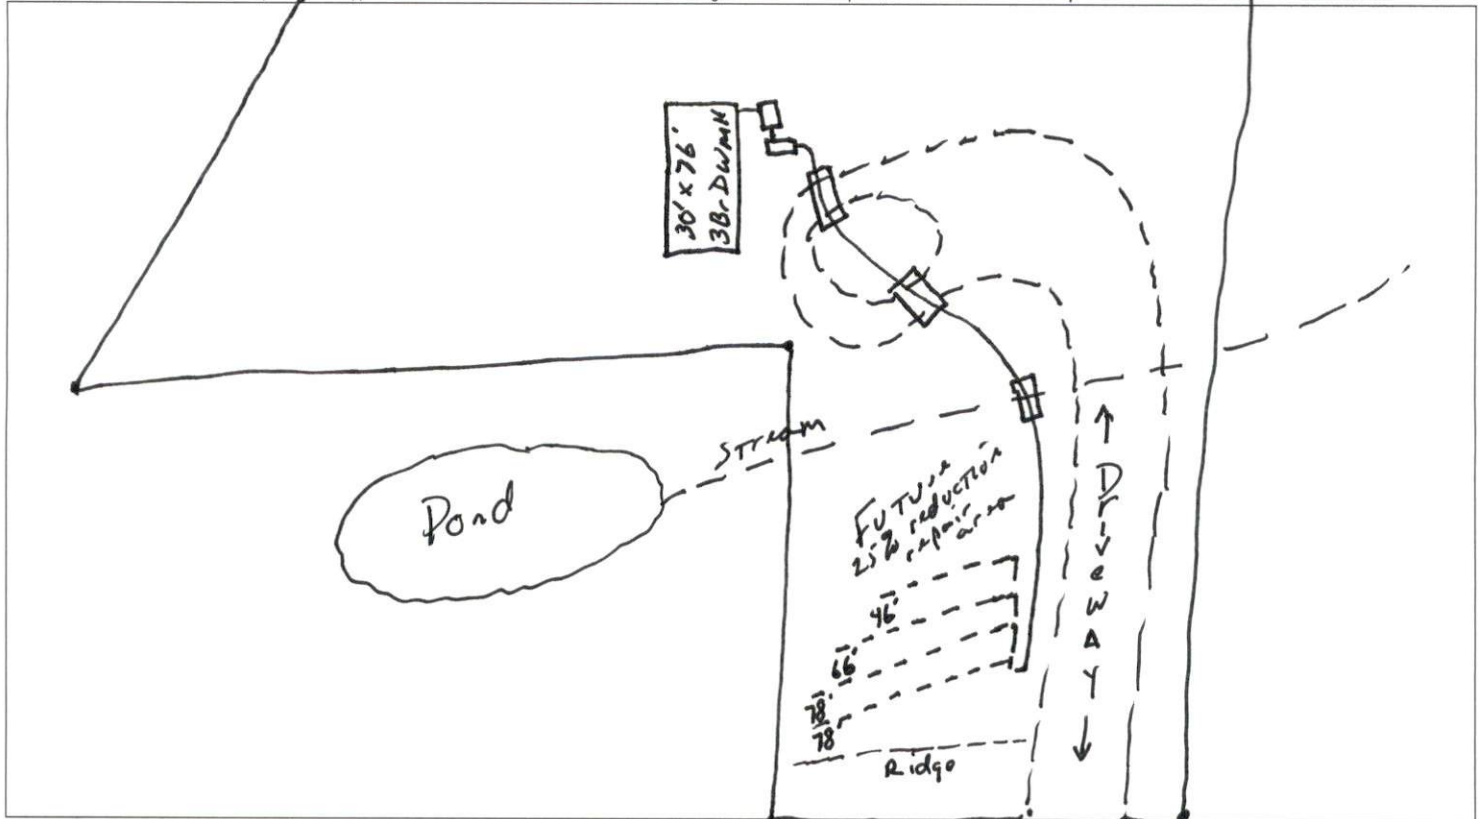 30' x 76'
3Br DWMH
Stream
Pond
Future
25% reduction
repair
area
46'
66'
78'
78'
Driveway
Ridge